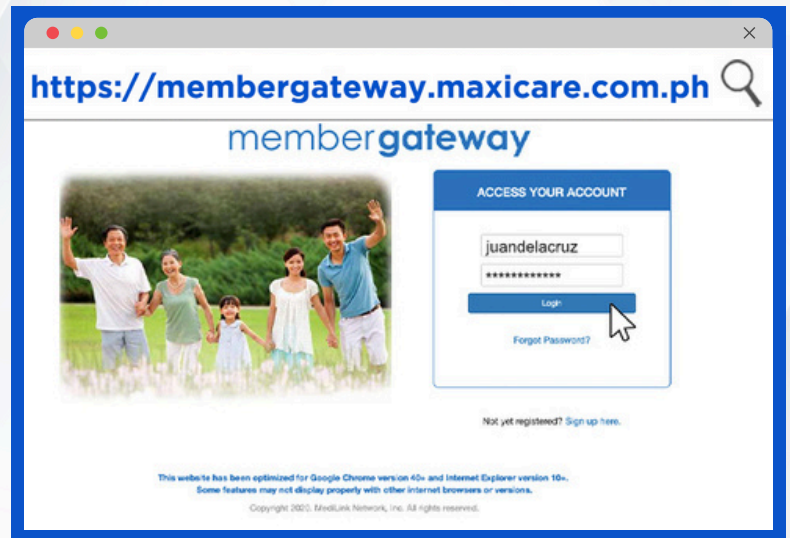 https://membergateway.maxicare.com.ph
membergateway
ACCESS YOUR ACCOUNT
juandelacruz
************
Login
Forgot Password?
Not yet registered? Sign up here.
This website has been optimized for Google Chrome version 40+ and Internet Explorer version 10+.
Some features may not display properly with other internet browsers or versions.
Copyright 2020. MediLink Network, Inc. All rights reserved.